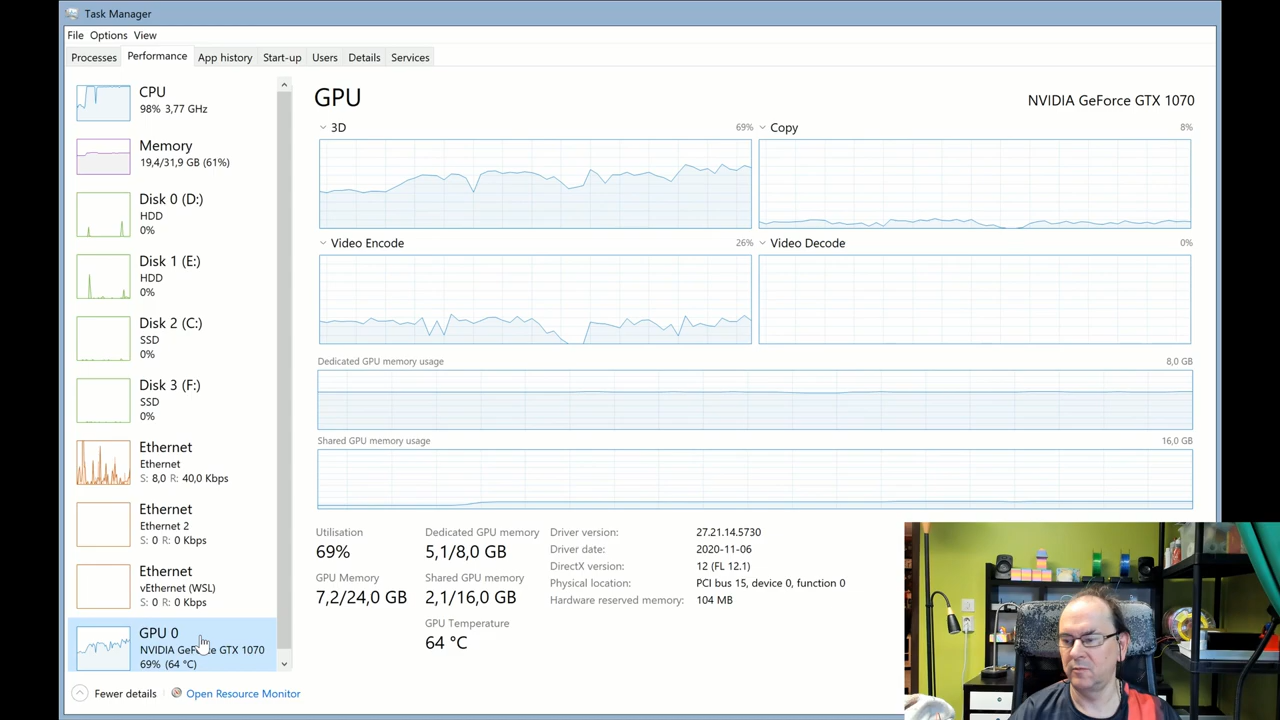 Task Manager
File Options View
Processes Performance App history Start-up Users Details Services
CPU
98% 3,77 GHz
Memory
19,4/31,9 GB (61%)
Disk 0 (D:)
HDD
0%
Disk 1 (E:)
HDD
0%
Disk 2 (C:)
SSD
0%
Disk 3 (F:)
SSD
0%
Ethernet
Ethernet
S: 8,0 R: 40,0 Kbps
Ethernet
Ethernet 2
S: 0 R: 0 Kbps
Ethernet
vEthernet (WSL)
S: 0 R: 0 Kbps
GPU 0
NVIDIA GeForce GTX 1070
69% (64 °C)
GPU
NVIDIA GeForce GTX 1070
3D 69% Copy 8%
Video Encode 26% Video Decode 0%
Dedicated GPU memory usage 8,0 GB
Shared GPU memory usage 16,0 GB
Utilisation
69%
GPU Memory
7,2/24,0 GB
Dedicated GPU memory
5,1/8,0 GB
Shared GPU memory
2,1/16,0 GB
GPU Temperature
64 °C
Driver version: 27.21.14.5730
Driver date: 2020-11-06
DirectX version: 12 (FL 12.1)
Physical location: PCI bus 15, device 0, function 0
Hardware reserved memory: 104 MB
Fewer details Open Resource Monitor